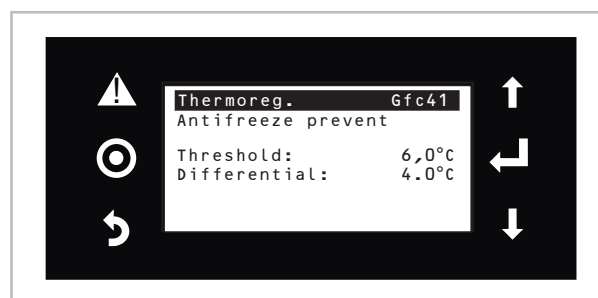 Thermoreg. Gfc41
Antifreeze prevent
Threshold: 6,0°C
Differential: 4.0°C